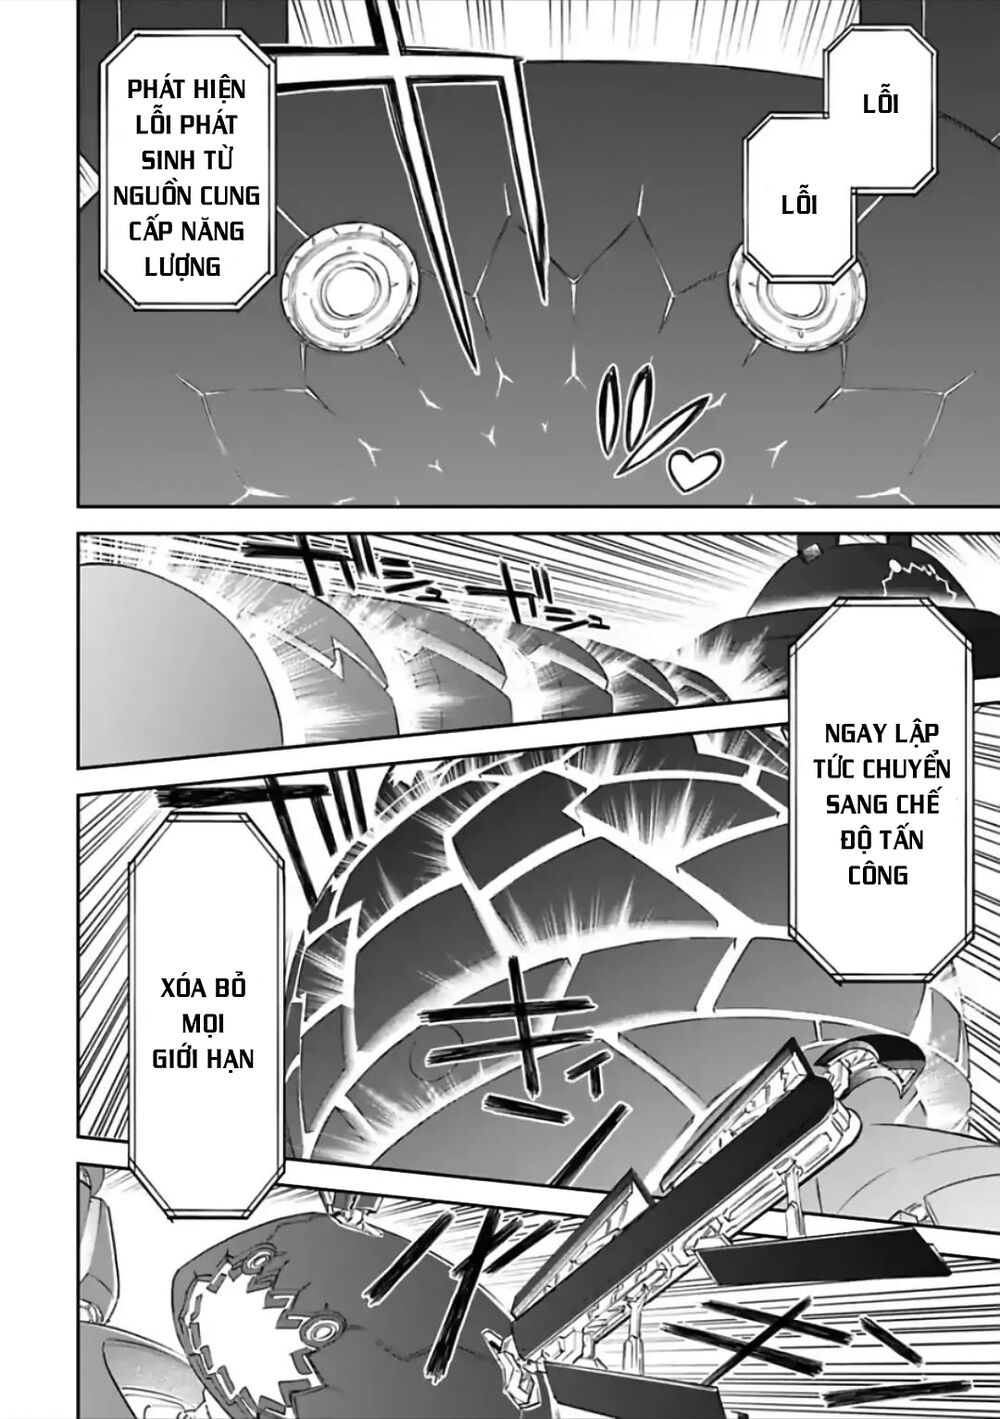 LỖI
LỖI
PHÁT HIỆN
LỖI PHÁT
SINH TỪ
NGUỒN CUNG
CẤP NĂNG
LƯỢNG
NGAY LẬP
TỨC CHUYỂN
SANG CHẾ
ĐỘ TẤN
CÔNG
XÓA BỎ
MỌI
GIỚI HẠN